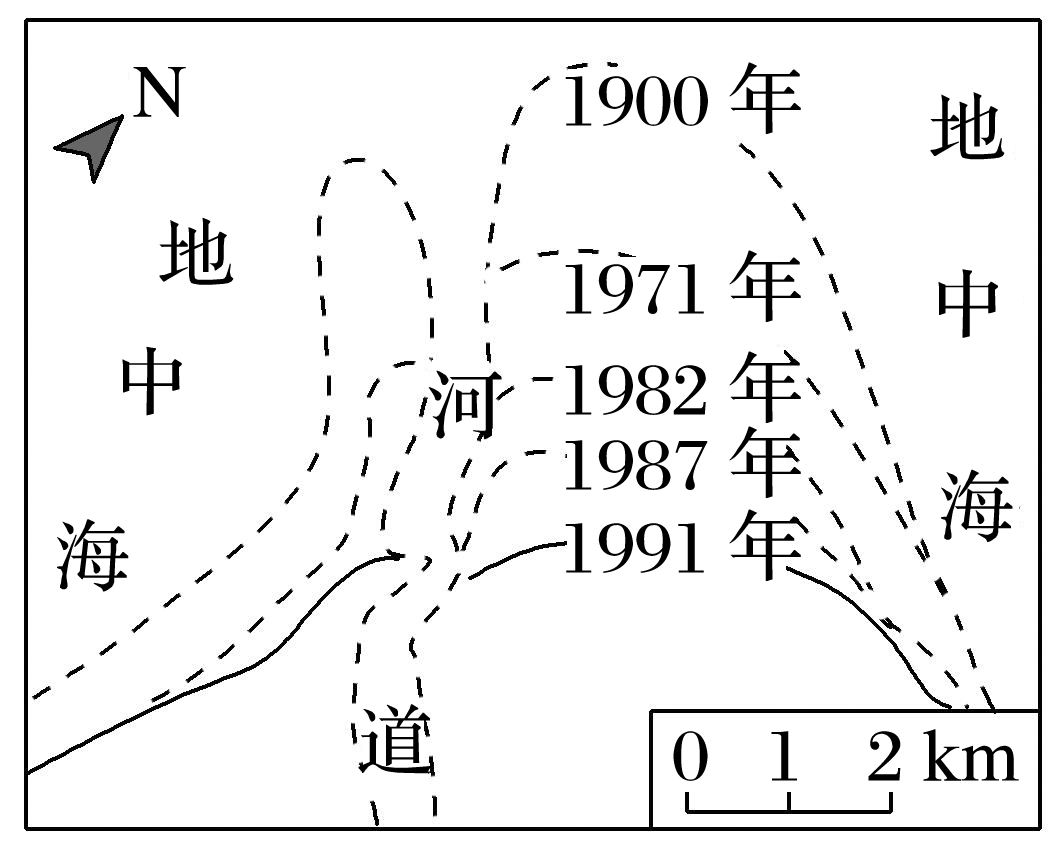 N
1900 年
1971 年
1982 年
1987 年
1991 年
地中海
地中海
河道
0 1 2 km